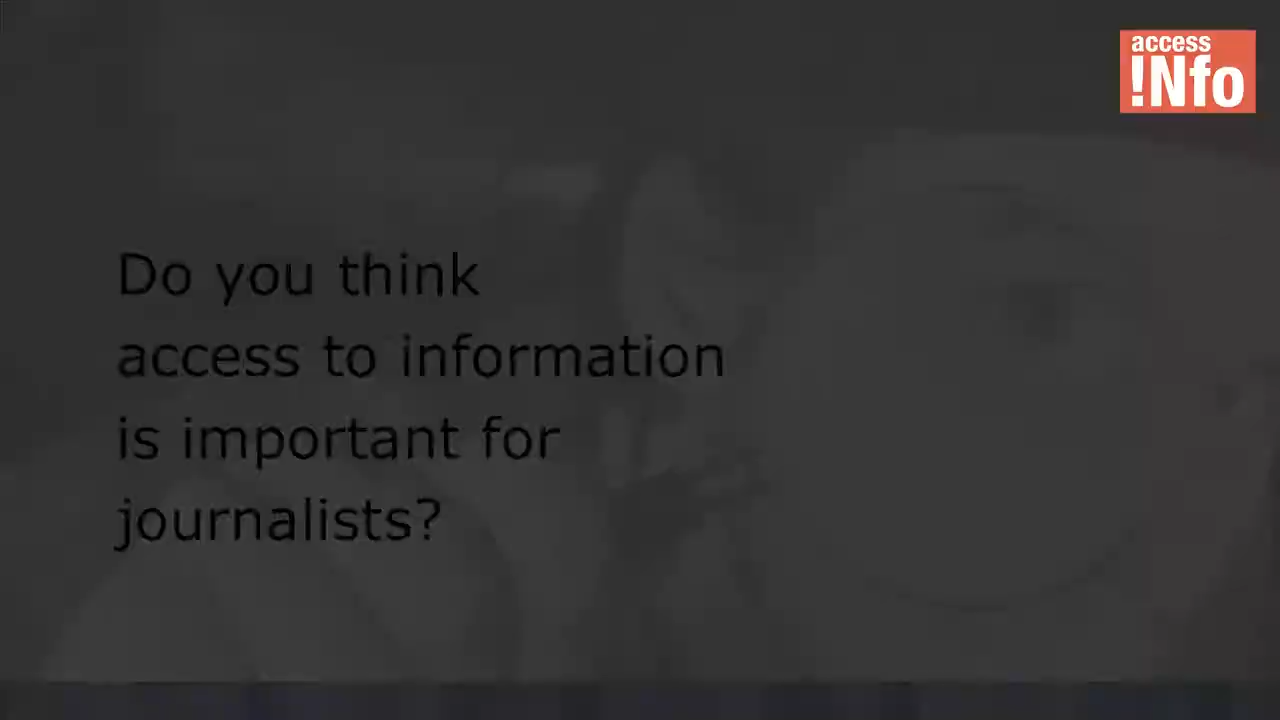 access
!Nfo
Do you think
access to information
is important for
journalists?